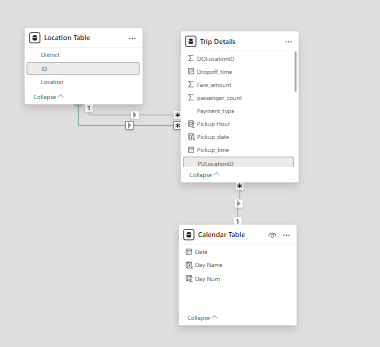 Location Table
District
ID
Location
Collapse
1
Trip Details
DOLocationID
Dropoff_time
Fare_amount
passenger_count
Payment_type
Pickup Hour
Pickup_date
Pickup_time
PULocationID
Collapse
1
Calendar Table
Date
Day Name
Day Num
Collapse